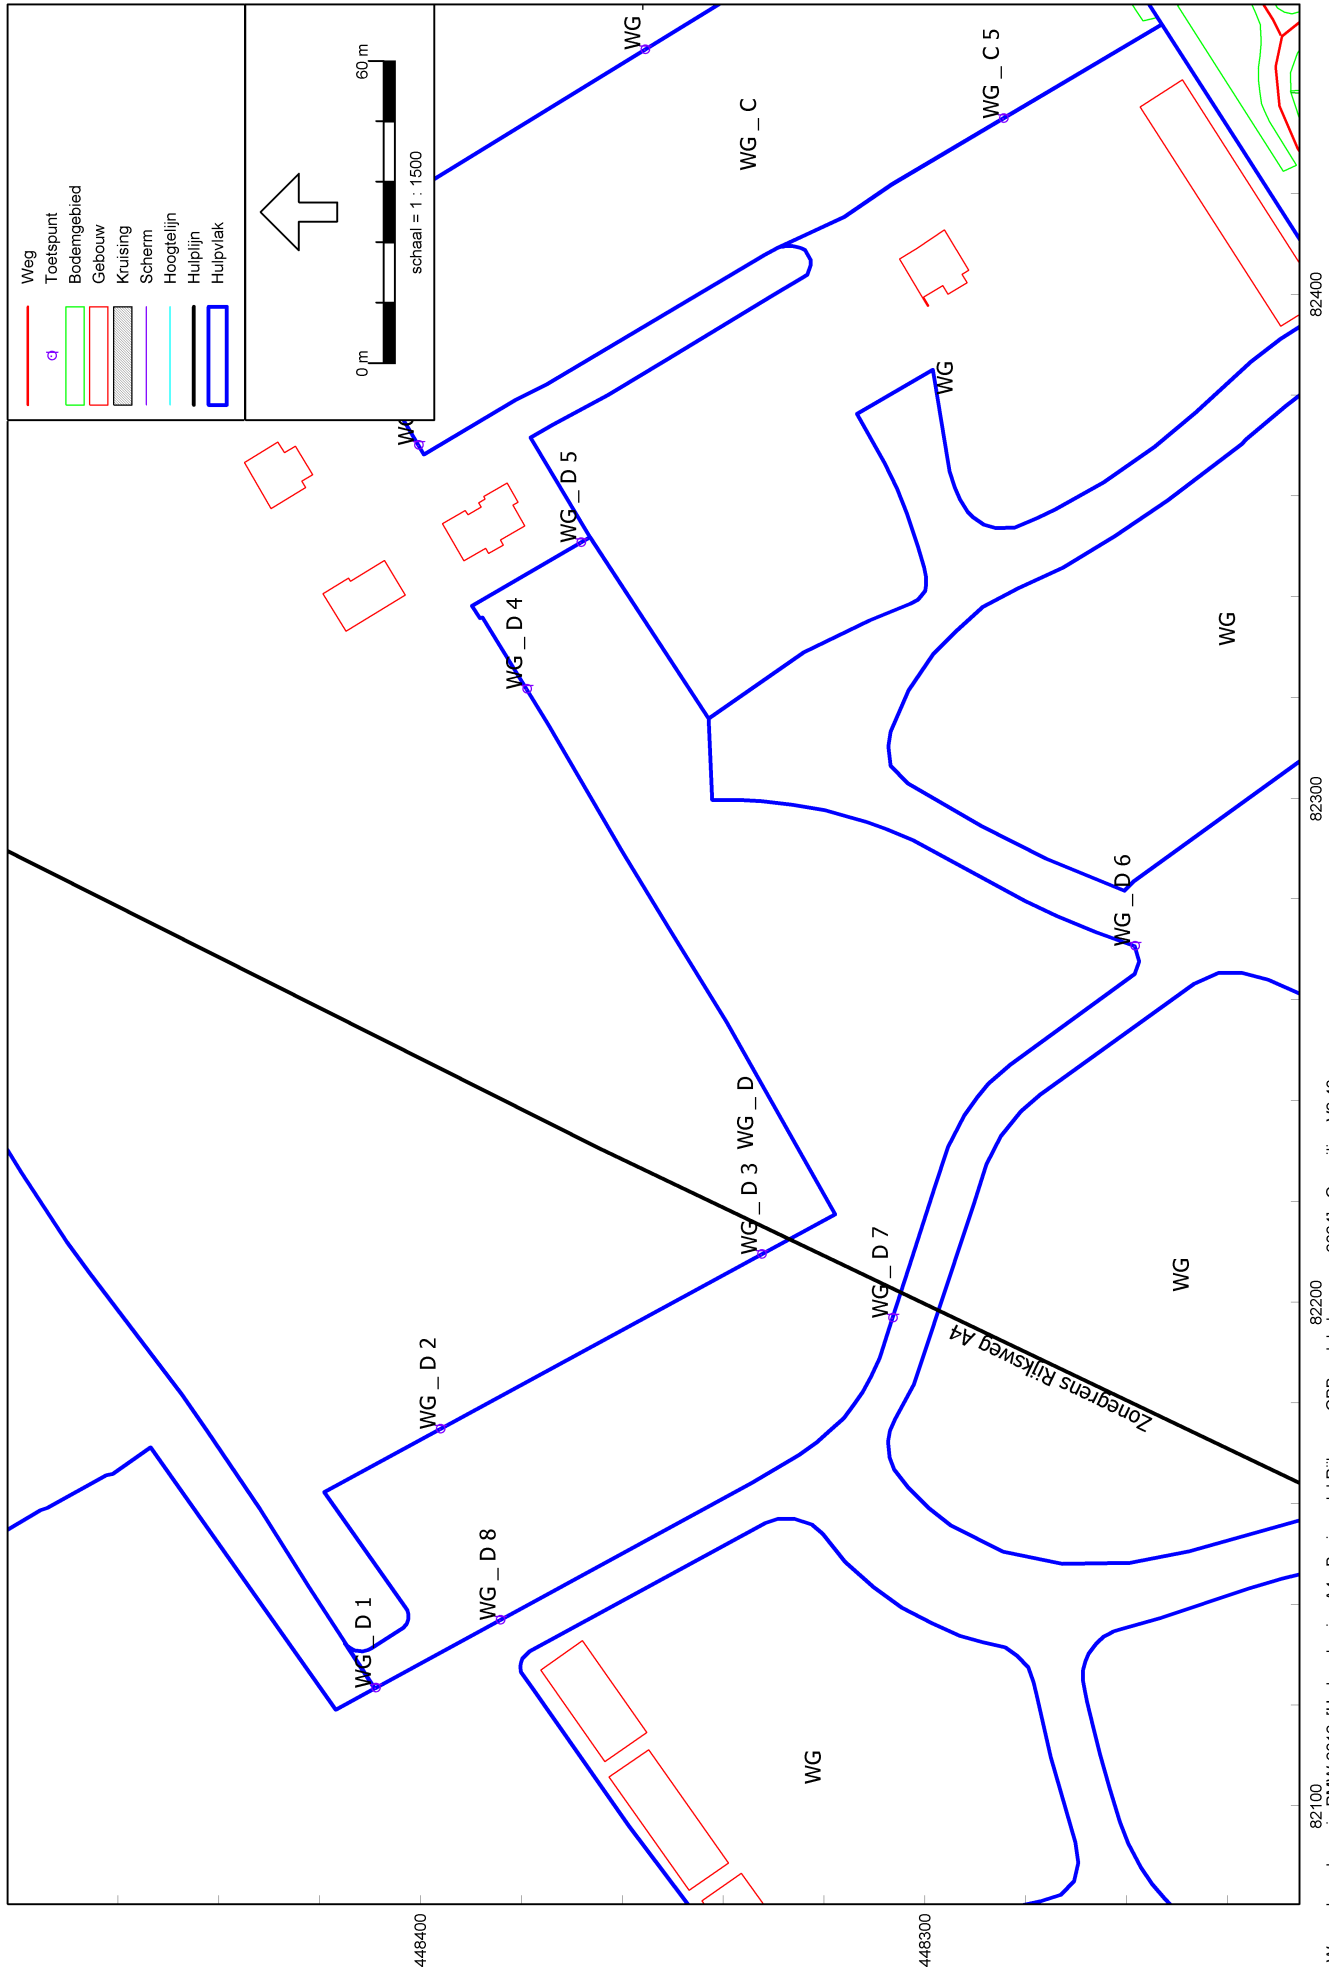 Weg
Toetspunt
Bodemgebied
Gebouw
Kruising
Scherm
Hoogtelijn
Hulplijn
Hulpvlak
0 m
60 m
schaal = 1 : 1500
WG _
WG _ C
WG _ C 5
WG _ D 5
WG _ D 4
WG
WG
WG _ D 6
WG _ D
WG _ D 3
WG _ D 7
WG
WG _ D 2
WG _ D 8
WG _ D 1
WG
Zonegrens Rijksweg A4
82100
82200
82300
82400
448400
448300